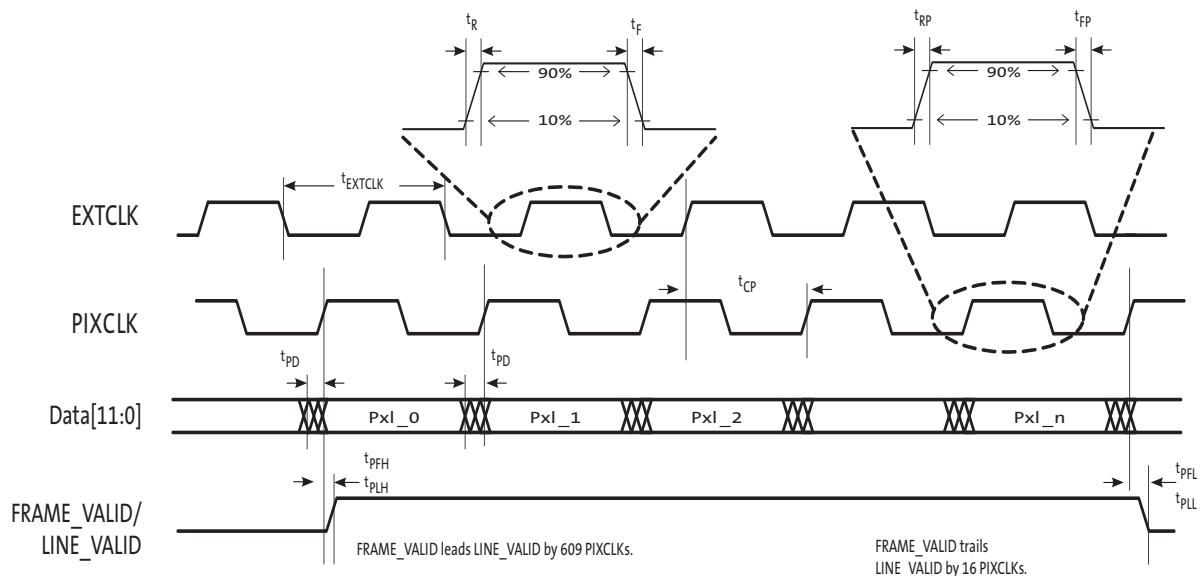 tR
tF
tRP
tFP
90%
90%
10%
10%
tEXTCLK
EXTCLK
tCP
PIXCLK
tPD
tPD
Data[11:0]
Pxl_0
Pxl_1
Pxl_2
Pxl_n
tPFH
tPLH
tPFL
tPLL
FRAME_VALID/
LINE_VALID
FRAME_VALID leads LINE_VALID by 609 PIXCLKs.
FRAME_VALID trails
LINE_VALID by 16 PIXCLKs.